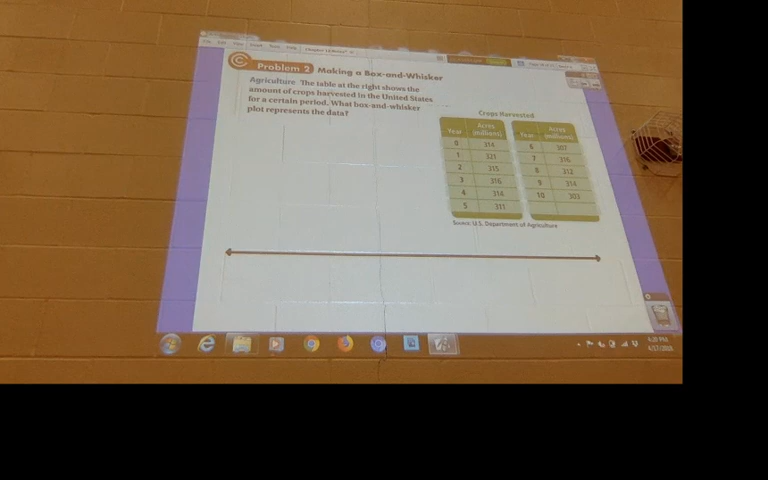 Problem 2 Making a Box-and-Whisker
Agriculture The table at the right shows the
amount of crops harvested in the United States
for a certain period. What box-and-whisker
plot represents the data?
Crops Harvested
Year Acres (millions) Year Acres (millions)
0 314 6 307
1 321 7 316
2 315 8 312
3 316 9 314
4 314 10 303
5 311
Source: U.S. Department of Agriculture
4:20 PM